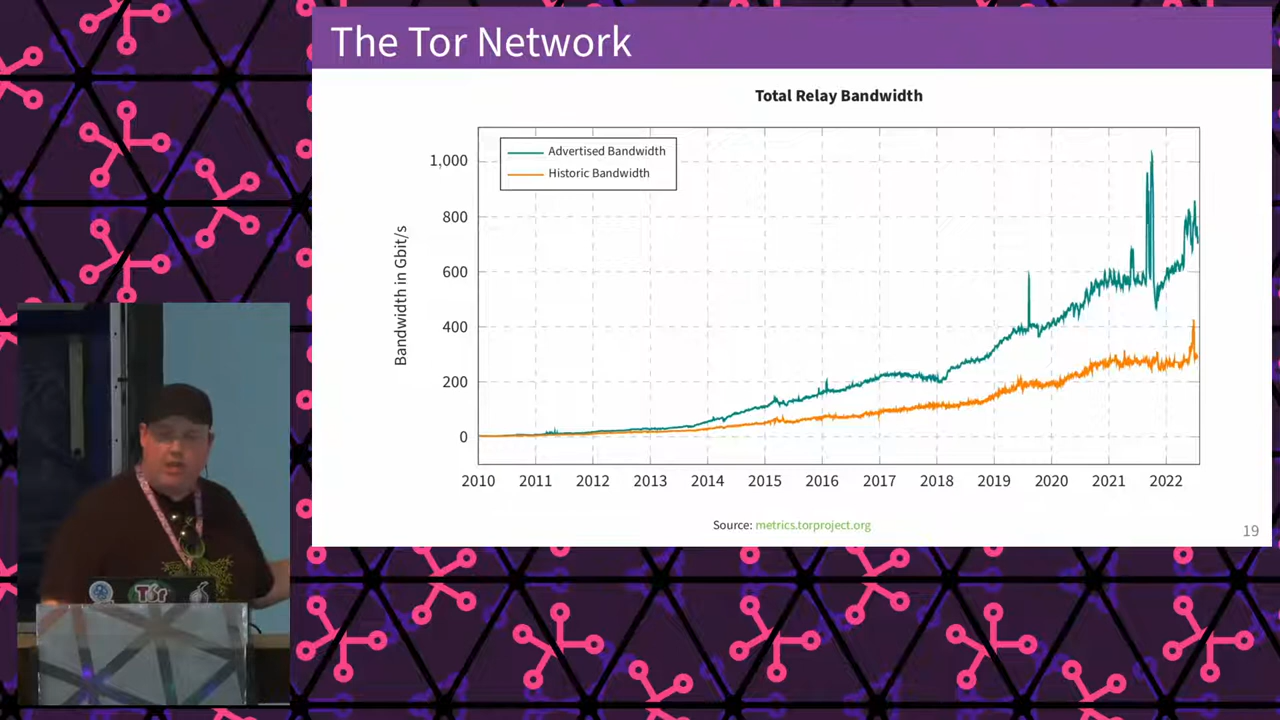 The Tor Network
Total Relay Bandwidth
Advertised Bandwidth
Historic Bandwidth
Bandwidth in Gbit/s
1,000
800
600
400
200
0
2010 2011 2012 2013 2014 2015 2016 2017 2018 2019 2020 2021 2022
Source: metrics.torproject.org
19
Tor